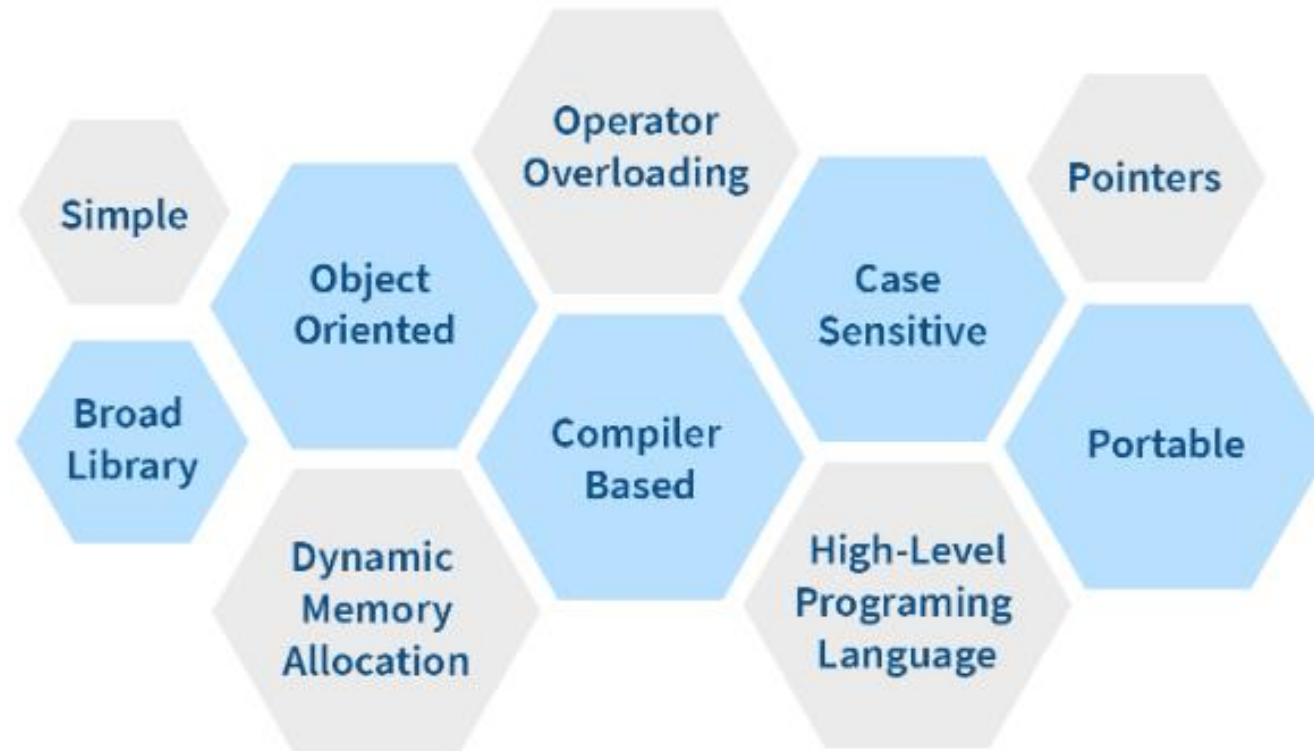 Simple
Object
Oriented
Operator
Overloading
Case
Sensitive
Pointers
Broad
Library
Dynamic
Memory
Allocation
Compiler
Based
High-Level
Programing
Language
Portable